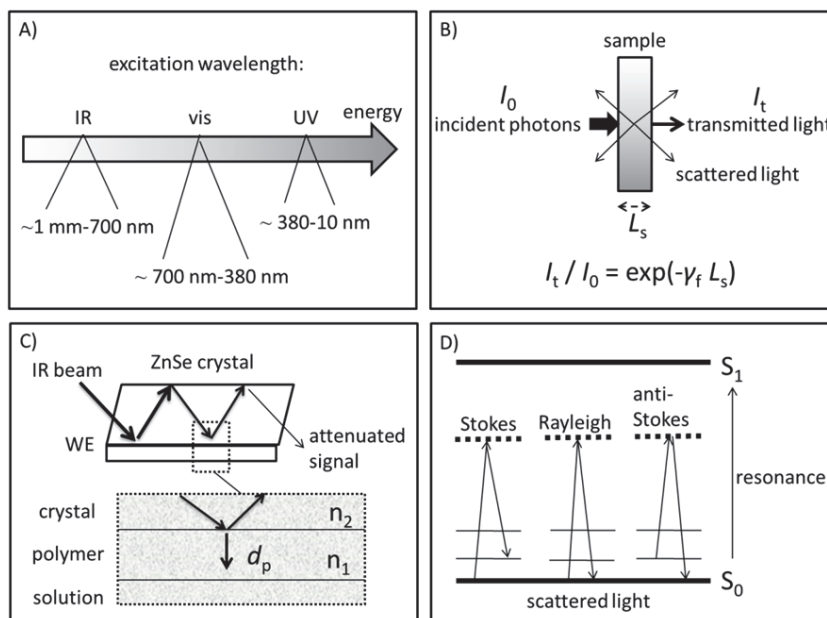 A)
excitation wavelength:
energy
IR vis UV
~1 mm-700 nm
~ 380-10 nm
~ 700 nm-380 nm
B)
sample
I₀
incident photons
Iₜ
transmitted light
scattered light
Lₛ
Iₜ / I₀ = exp(-γf Lₛ)
C)
ZnSe crystal
IR beam
WE
attenuated
signal
crystal n₂
polymer dₚ n₁
solution
D)
S₁
Stokes Rayleigh anti-
Stokes
resonance
S₀
scattered light